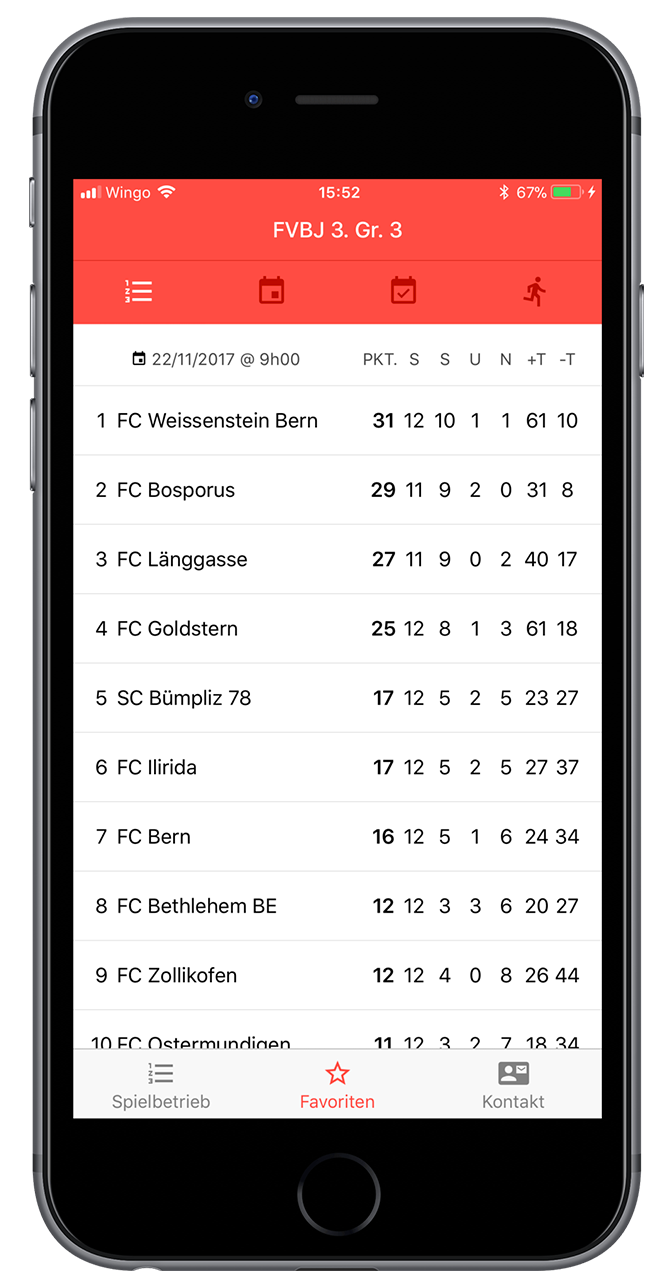 Wingo 15:52 67%
FVBJ 3. Gr. 3
22/11/2017 @ 9h00 PKT. S S U N +T -T
1 FC Weissenstein Bern 31 12 10 1 1 61 10
2 FC Bosporus 29 11 9 2 0 31 8
3 FC Länggasse 27 11 9 0 2 40 17
4 FC Goldstern 25 12 8 1 3 61 18
5 SC Bümpliz 78 17 12 5 2 5 23 27
6 FC Ilirida 17 12 5 2 5 27 37
7 FC Bern 16 12 5 1 6 24 34
8 FC Bethlehem BE 12 12 3 3 6 20 27
9 FC Zollikofen 12 12 4 0 8 26 44
10 FC Ostermundigen 11 12 3 2 7 18 34
Spielbetrieb Favoriten Kontakt